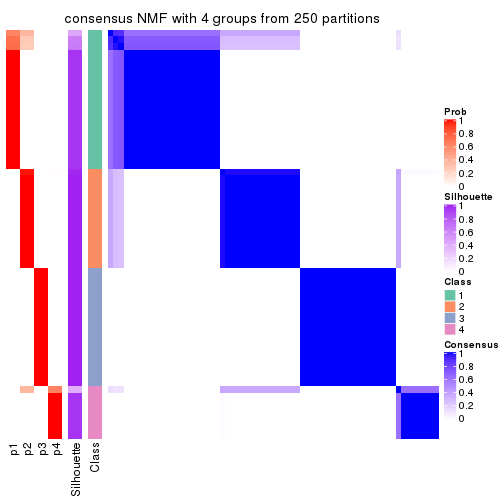 consensus NMF with 4 groups from 250 partitions
Prob
1
0.8
0.6
0.4
0.2
0
Silhouette
1
0.8
0.6
0.4
0.2
0
Class
1
2
3
4
Consensus
1
0.8
0.6
0.4
0.2
0
p1
p2
p3
p4
Silhouette
Class